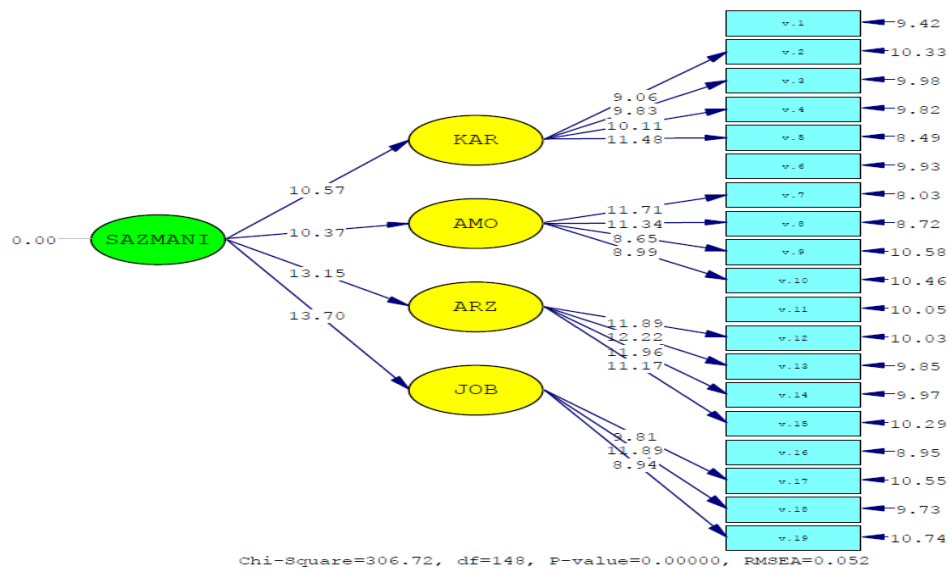 v.1
9.42
v.2
10.33
v.3
9.98
v.4
9.82
v.5
8.49
v.6
9.93
v.7
8.03
v.8
8.72
v.9
10.58
v.10
10.46
v.11
10.05
v.12
10.03
v.13
9.85
v.14
9.97
v.15
10.29
v.16
8.95
v.17
10.55
v.18
9.73
v.19
10.74
9.06
9.83
10.11
11.48
KAR
10.57
11.71
11.34
8.65
8.99
AMO
10.37
0.00
SAZMANI
13.15
11.89
12.22
11.96
11.17
ARZ
13.70
JOB
9.81
11.89
8.94
Chi-Square=306.72, df=148, P-value=0.00000, RMSEA=0.052